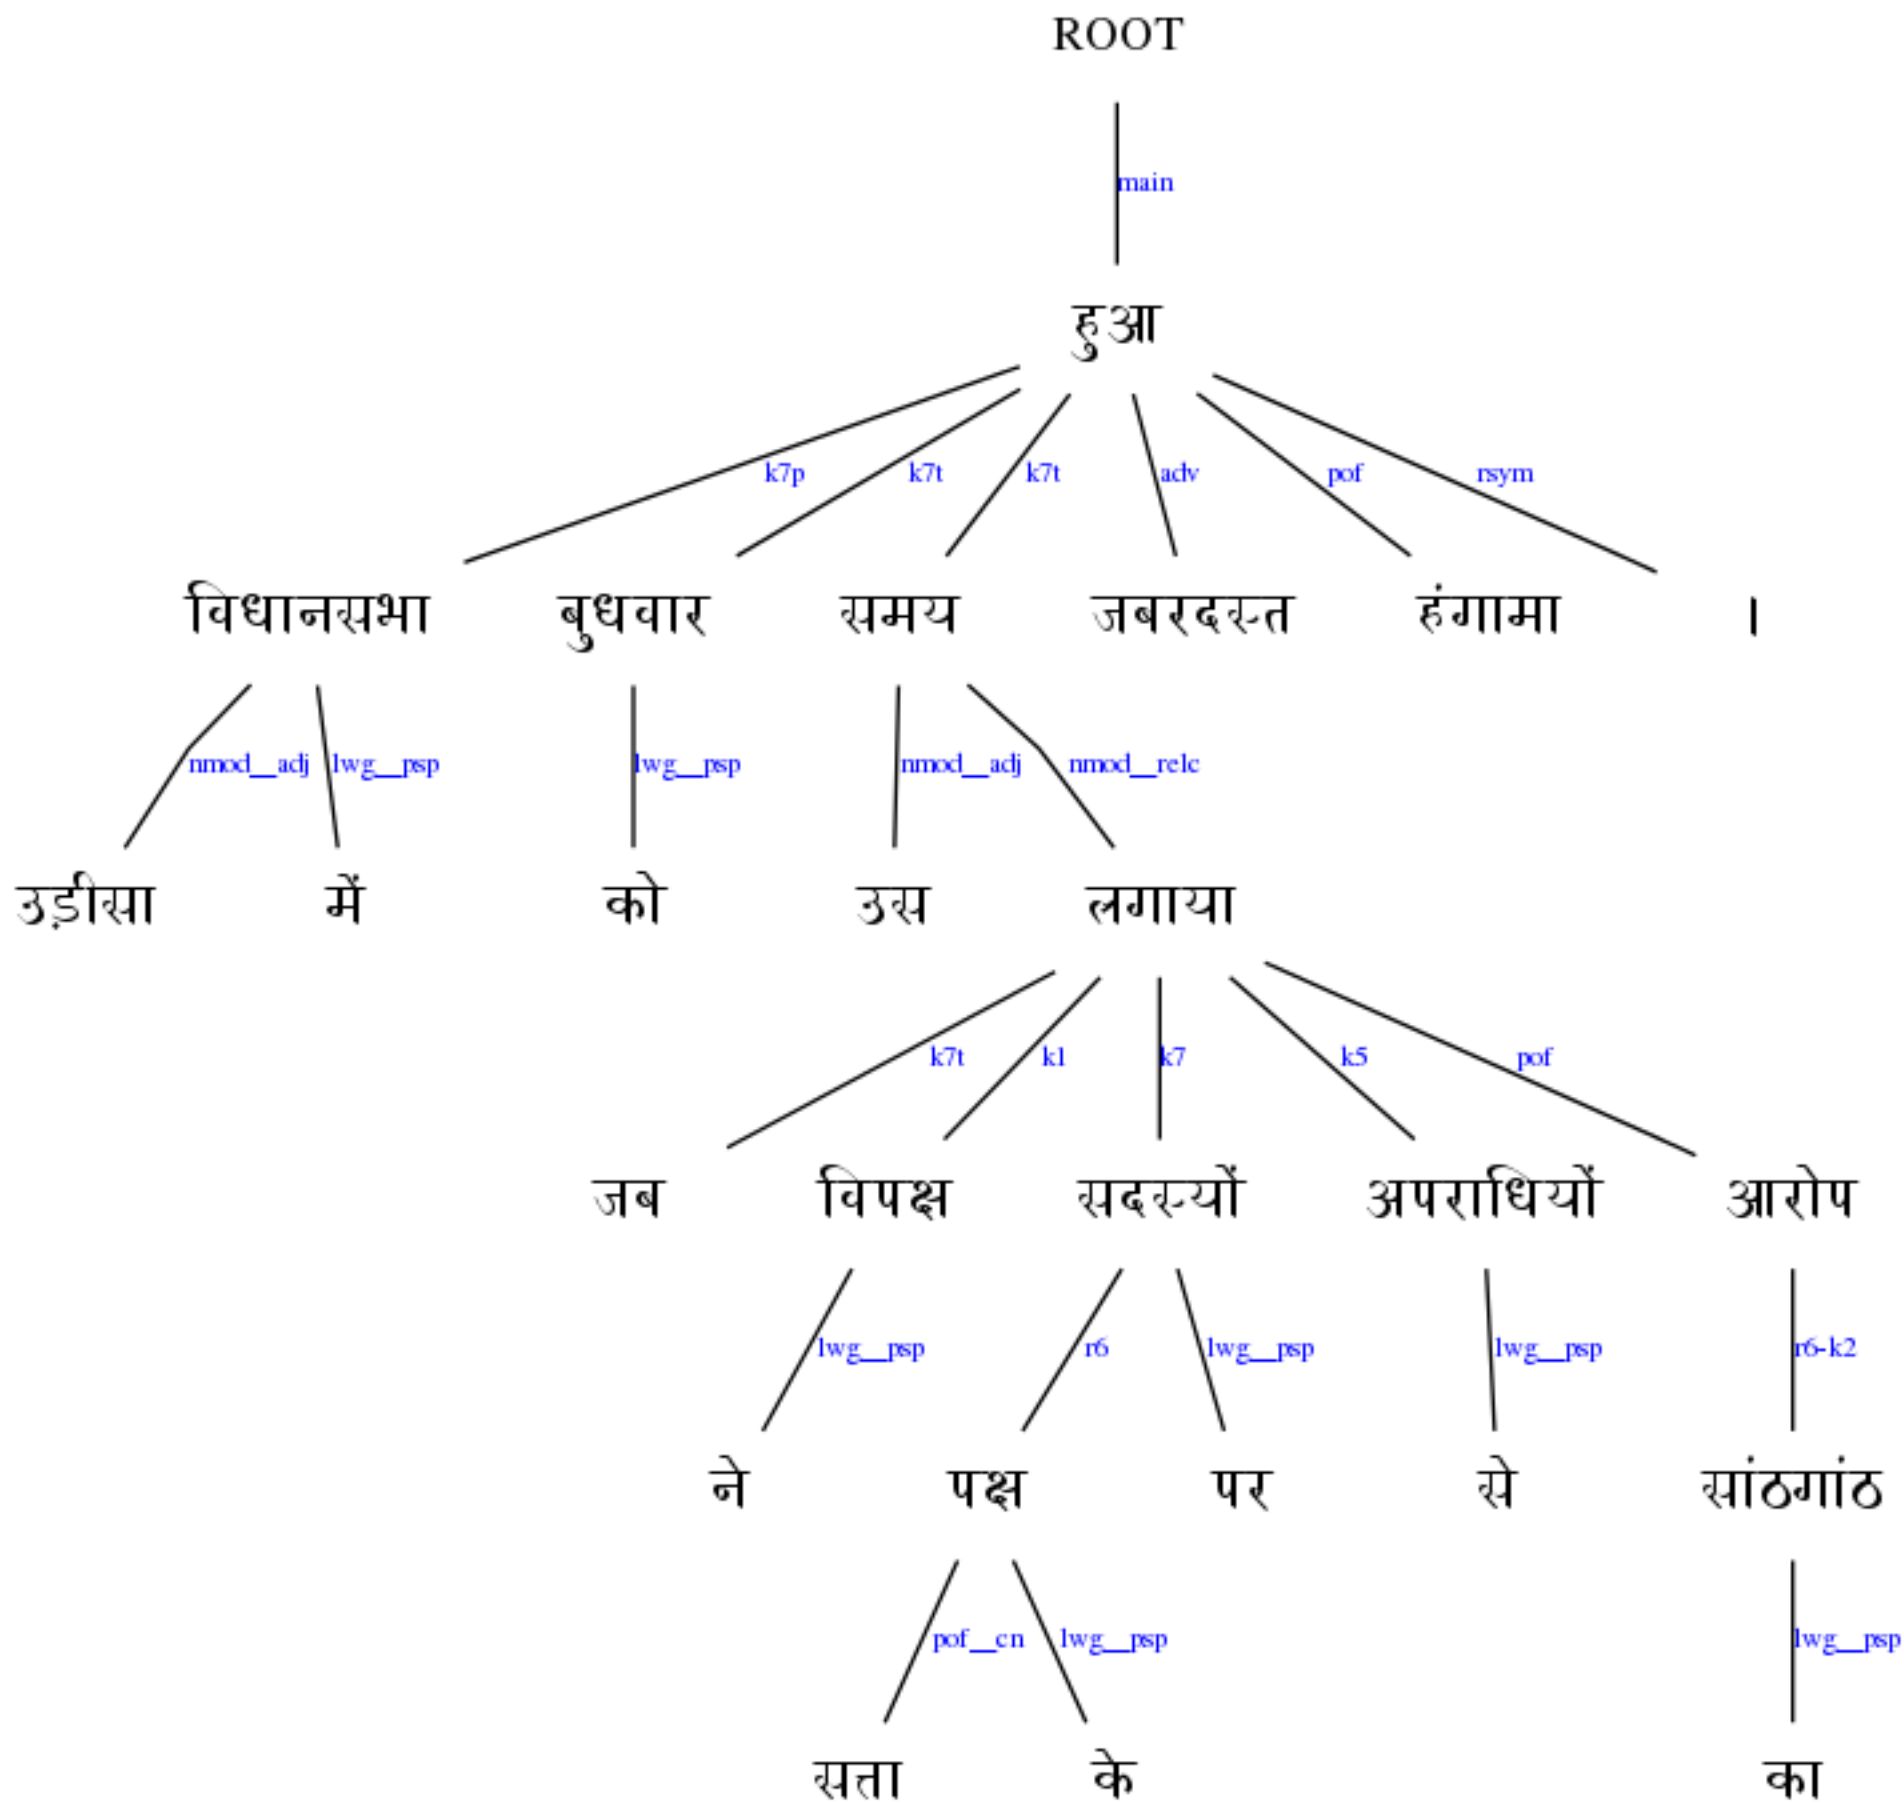 ROOT
main
हुआ
k7p k7t k7t adv pof rsym
विधानसभा बुधवार समय जबरदस्त हंगामा ।
nmod__adj lwg__psp lwg__psp nmod__adj nmod__relc
उड़ीसा में को उस लगाया
k7t k1 k7 k5 pof
जब विपक्ष सदस्यों अपराधियों आरोप
lwg__psp r6 lwg__psp lwg__psp r6-k2
ने पक्ष पर से सांठगांठ
pof__cn lwg__psp lwg__psp
सत्ता के का